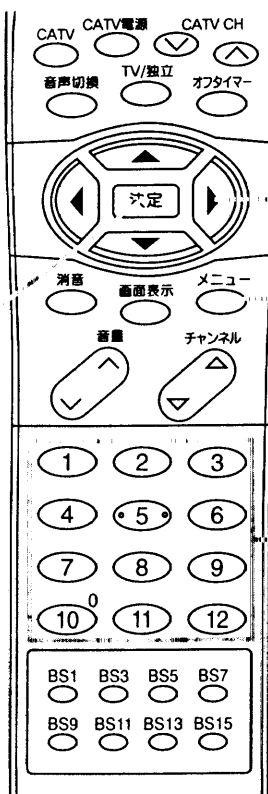 CATV CATV電源 CATV CH
音声切換 TV/独立 オフタイマー
決定
消音 画面表示 メニュー
音量 チャンネル
1 2 3
4 5 6
7 8 9
10 0 11 12
BS1 BS3 BS5 BS7
BS9 BS11 BS13 BS15